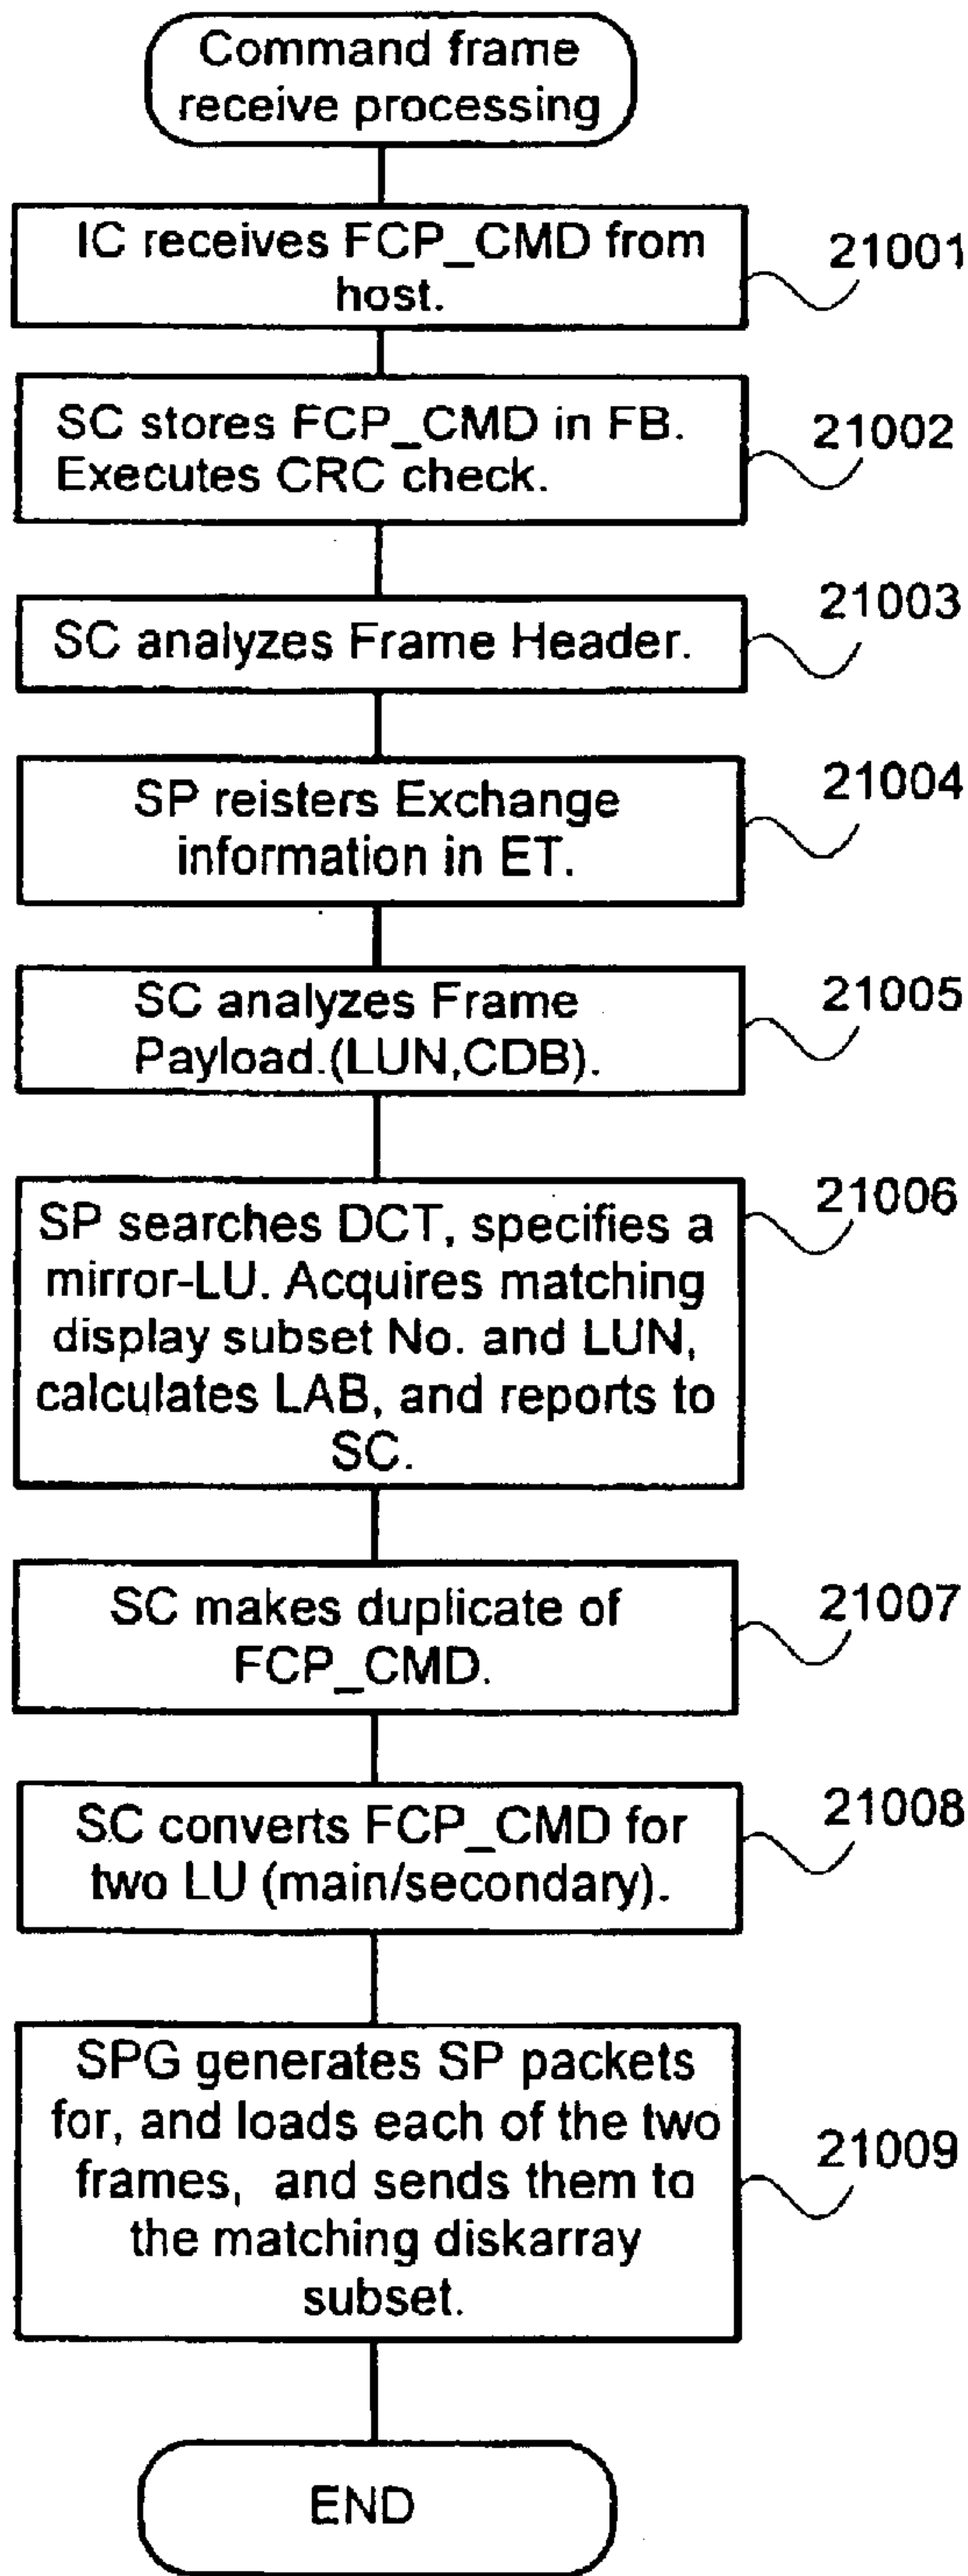 Command frame
receive processing
IC receives FCP_CMD from
host.
21001
SC stores FCP_CMD in FB.
Executes CRC check.
21002
SC analyzes Frame Header.
21003
SP reisters Exchange
information in ET.
21004
SC analyzes Frame
Payload.(LUN,CDB).
21005
SP searches DCT, specifies a
mirror-LU. Acquires matching
display subset No. and LUN,
calculates LAB, and reports to
SC.
21006
SC makes duplicate of
FCP_CMD.
21007
SC converts FCP_CMD for
two LU (main/secondary).
21008
SPG generates SP packets
for, and loads each of the two
frames, and sends them to
the matching diskarray
subset.
21009
END